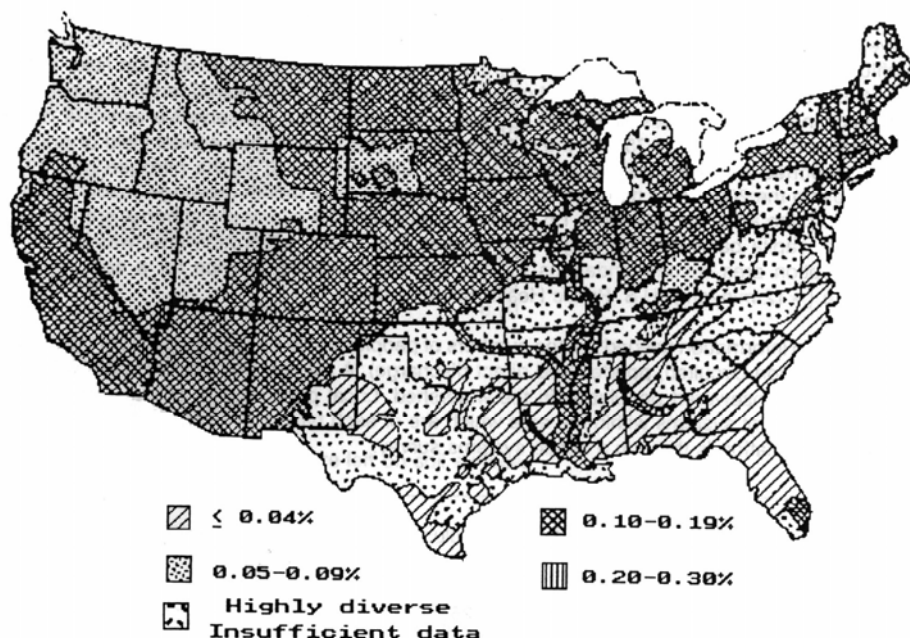 ≤ 0.04%
0.10-0.19%
0.05-0.09%
0.20-0.30%
Highly diverse
Insufficient data